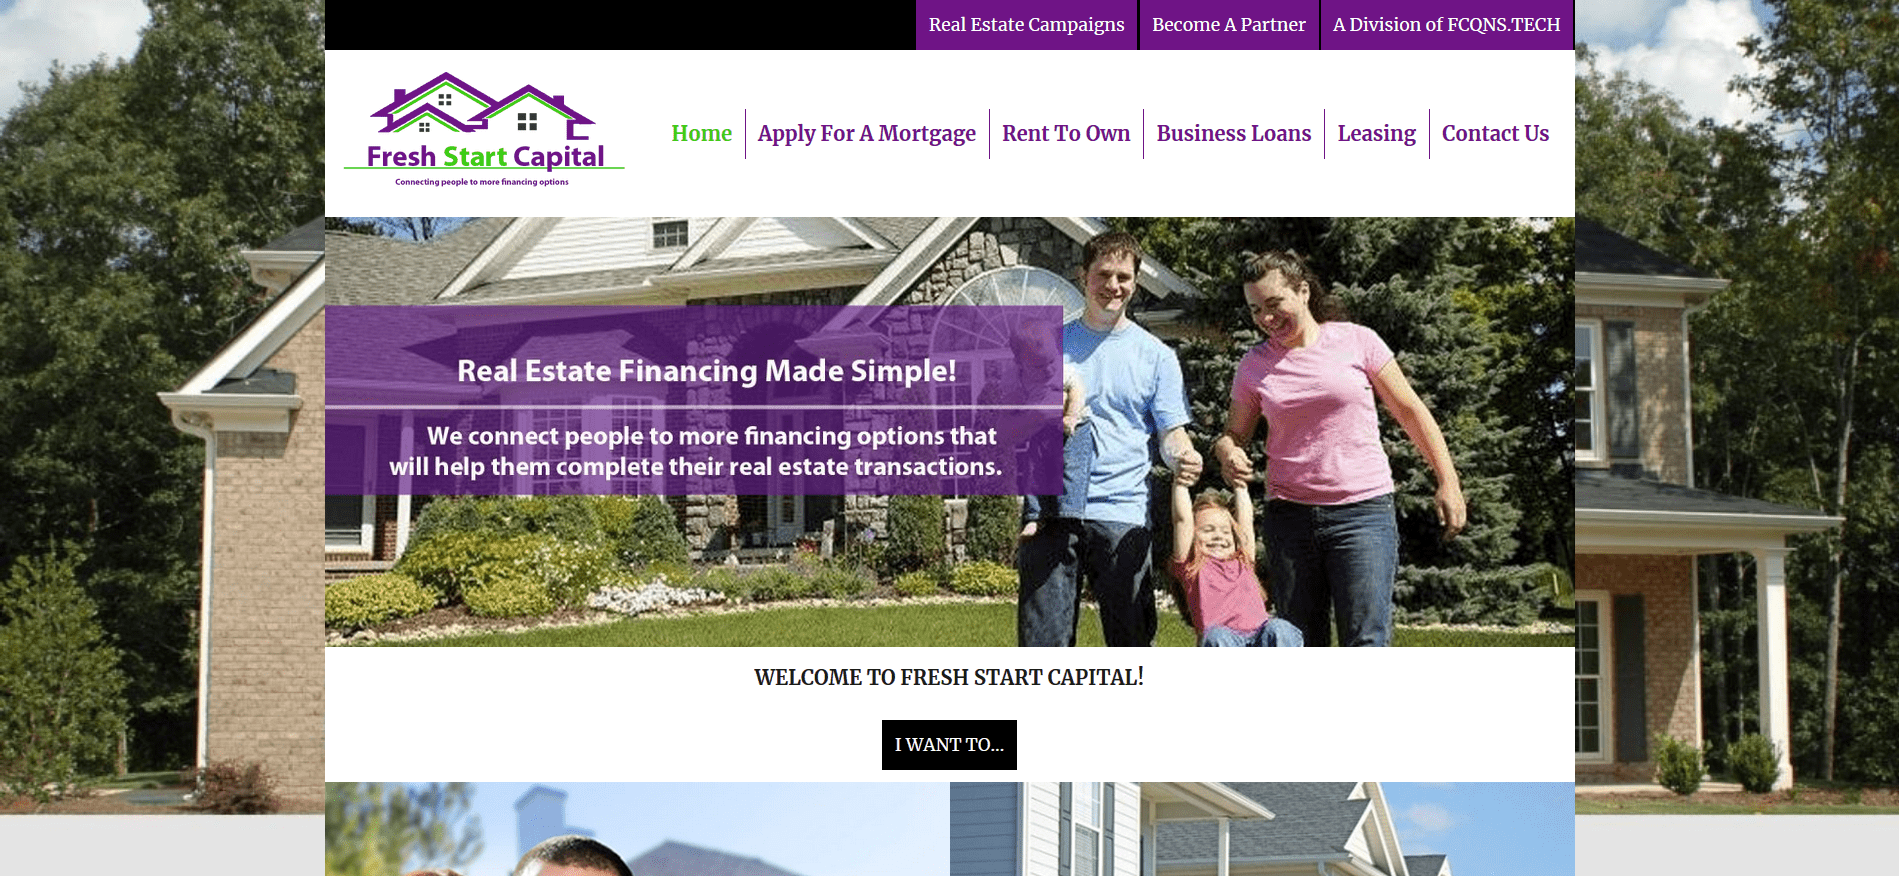 Real Estate Campaigns
Become A Partner
A Division of FCQNS.TECH
Fresh Start Capital
Connecting people to more financing options
Home
Apply For A Mortgage
Rent To Own
Business Loans
Leasing
Contact Us
Real Estate Financing Made Simple!
We connect people to more financing options that
will help them complete their real estate transactions.
WELCOME TO FRESH START CAPITAL!
I WANT TO...